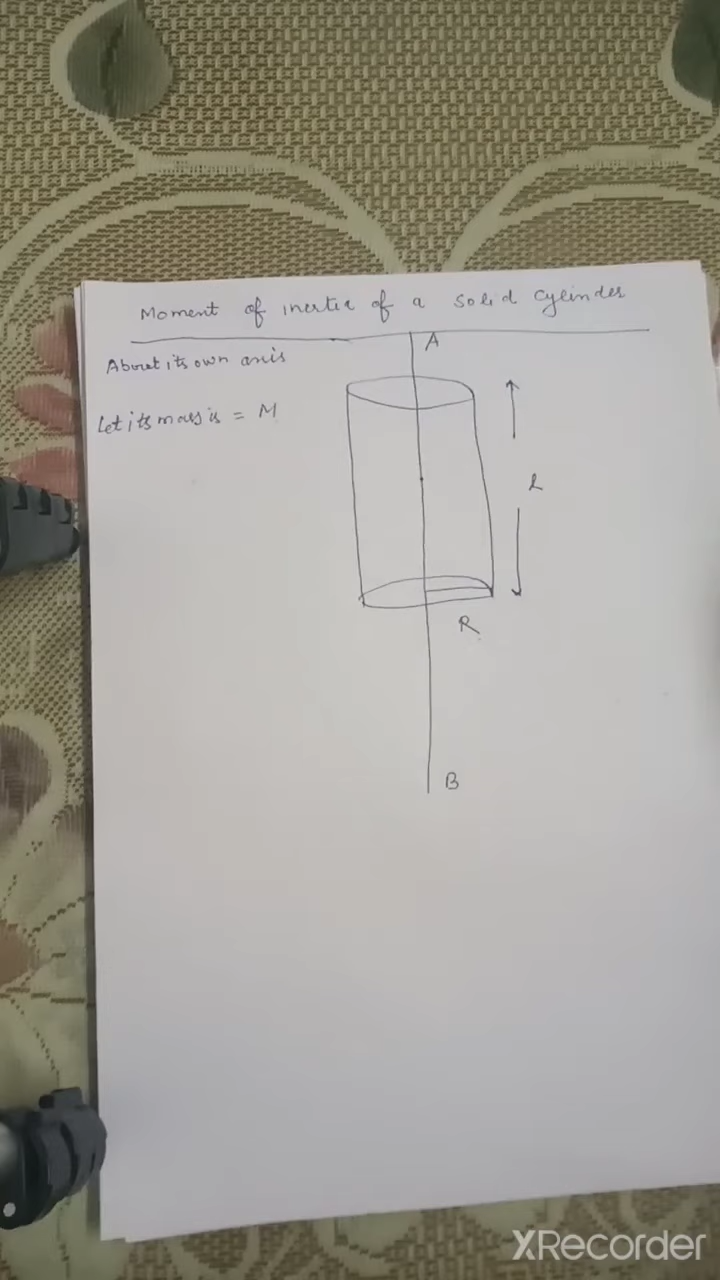 Moment of inertia of a solid cylinder
A
About its own axis
Let its mass is = M
L
R
B
XRecorder